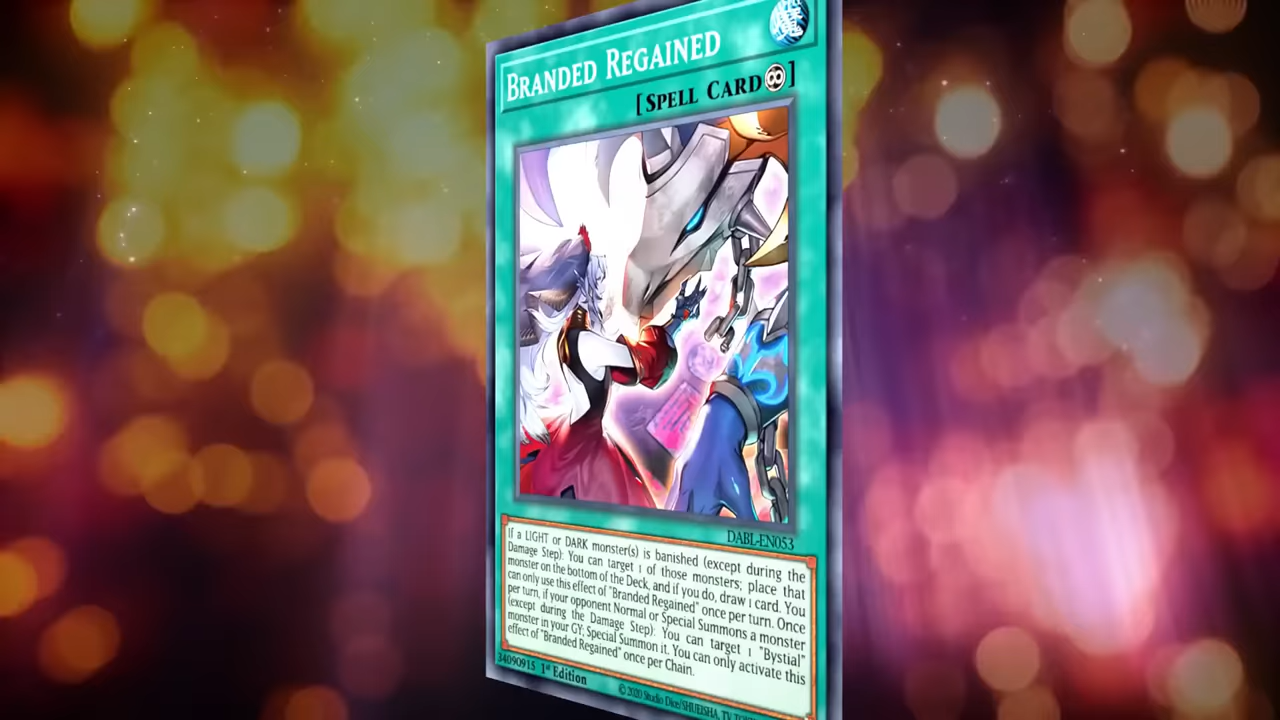 BRANDED REGAINED
[SPELL CARD ]
DABL-EN053
If a LIGHT or DARK monster(s) is banished (except during the
Damage Step): You can target 1 of those monsters; place that
monster on the bottom of the Deck, and if you do, draw 1 card. You
can only use this effect of "Branded Regained" once per turn. Once
per turn, if your opponent Normal or Special Summons a monster
(except during the Damage Step): You can target 1 "Bystial"
monster in your GY; Special Summon it. You can only activate this
effect of "Branded Regained" once per Chain.
34090915 1st Edition
©2020 Studio Dice/SHUEISHA, TV